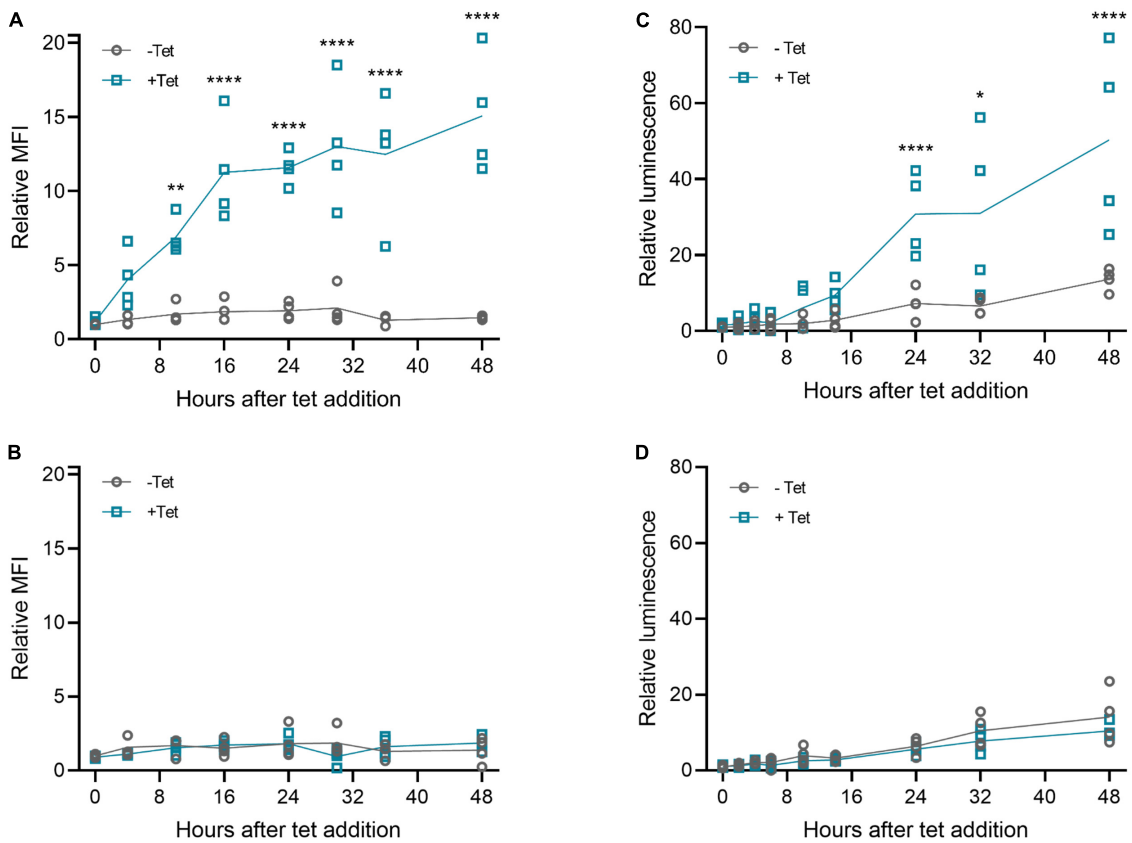 A
-Tet
+Tet
**
****
****
****
****
****
20
15
10
5
0
Relative MFI
0 8 16 24 32 40 48
Hours after tet addition
C
- Tet
+ Tet
****
*
****
80
60
40
20
0
Relative luminescence
0 8 16 24 32 40 48
Hours after tet addition
B
-Tet
+Tet
20
15
10
5
0
Relative MFI
0 8 16 24 32 40 48
Hours after tet addition
D
- Tet
+ Tet
80
60
40
20
0
Relative luminescence
0 8 16 24 32 40 48
Hours after tet addition